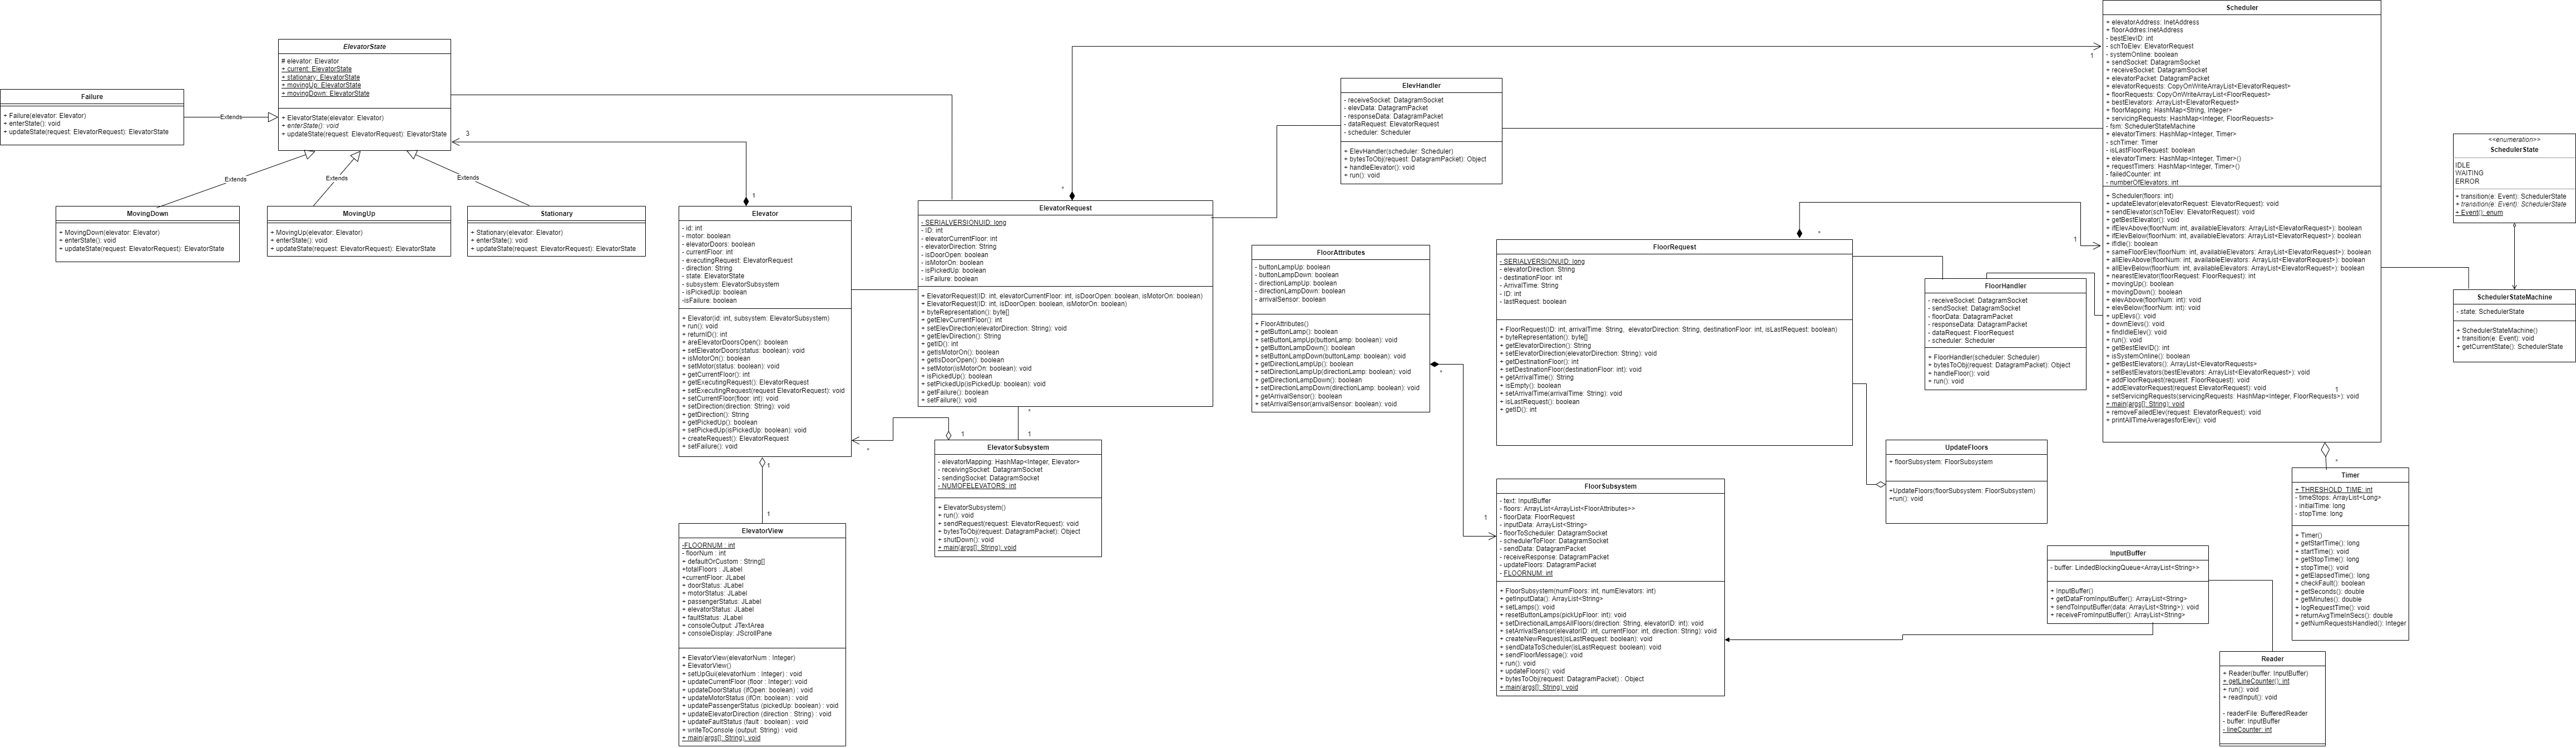 Failure
+ Failure(elevator: Elevator)
+ enterState(): void
+ updateState(request: ElevatorRequest): ElevatorState
Extends
ElevatorState
# elevator: Elevator
+ current: ElevatorState
+ stationary: ElevatorState
+ movingUp: ElevatorState
+ movingDown: ElevatorState
+ ElevatorState(elevator: Elevator)
+ enterState(): void
+ updateState(request: ElevatorRequest): ElevatorState
3
1
Extends
Extends
Extends
MovingDown
+ MovingDown(elevator: Elevator)
+ enterState(): void
+ updateState(request: ElevatorRequest): ElevatorState
MovingUp
+ MovingUp(elevator: Elevator)
+ enterState(): void
+ updateState(request: ElevatorRequest): ElevatorState
Stationary
+ Stationary(elevator: Elevator)
+ enterState(): void
+ updateState(request: ElevatorRequest): ElevatorState
Elevator
- id: int
- motor: boolean
- elevatorDoors: boolean
- currentFloor: int
- executingRequest: ElevatorRequest
- direction: String
- state: ElevatorState
- subsystem: ElevatorSubsystem
- isPickedUp: boolean
-isFailure: boolean
+ Elevator(id: int, subsystem: ElevatorSubsystem)
+ run(): void
+ returnID(): int
+ areElevatorDoorsOpen(): boolean
+ setElevatorDoors(status: boolean): void
+ isMotorOn(): boolean
+ setMotor(status: boolean): void
+ getCurrentFloor(): int
+ getExecutingRequest(): ElevatorRequest
+ setExecutingRequest(request:ElevatorRequest): void
+ setCurrentFloor(floor: int): void
+ setDirection(direction: String): void
+ getDirection(): String
+ getPickedUp(): boolean
+ setPickedUp(isPickedUp: boolean): void
+ createRequest(): ElevatorRequest
+ setFailure(): void
1
1
ElevatorView
-FLOORNUM : int
- floorNum : int
+ defaultOrCustom : String[]
+totalFloors : JLabel
+currentFloor: JLabel
+ doorStatus: JLabel
+ motorStatus: JLabel
+ passengerStatus: JLabel
+ elevatorStatus: JLabel
+ faultStatus: JLabel
+ consoleOutput: JTextArea
+ consoleDisplay: JScrollPane
+ ElevatorView(elevatorNum : Integer)
+ ElevatorView()
+ setUpGui(elevatorNum : Integer) : void
+ updateCurrentFloor (floor : Integer): void
+ updateDoorStatus (ifOpen: boolean) : void
+ updateMotorStatus (ifOn: boolean) : void
+ updatePassengerStatus (pickedUp: boolean) : void
+ updateElevatorDirection (direction : String) : void
+ updateFaultStatus (fault : boolean) : void
+ writeToConsole (output: String) : void
+ main(args[]: String): void
*
ElevatorRequest
- SERIALVERSIONUID: long
- ID: int
- elevatorCurrentFloor: int
- elevatorDirection: String
- isDoorOpen: boolean
- isMotorOn: boolean
- isPickedUp: boolean
- isFailure: boolean
+ ElevatorRequest(ID: int, elevatorCurrentFloor: int, isDoorOpen: boolean, isMotorOn: boolean)
+ ElevatorRequest(ID: int, isDoorOpen: boolean, isMotorOn: boolean)
+ byteRepresentation(): byte[]
+ getElevCurrentFloor(): int
+ setElevDirection(elevatorDirection: String): void
+ getElevDirection(): String
+ getID(): int
+ getIsMotorOn(): boolean
+ getIsDoorOpen(): boolean
+ setMotor(isMotorOn: boolean): void
+ isPickedUp(): boolean
+ setPickedUp(isPickedUp: boolean): void
+ getFailure(): boolean
+ setFailure(): void
*
1
1
*
ElevatorSubsystem
- elevatorMapping: HashMap<Integer, Elevator>
- receivingSocket: DatagramSocket
- sendingSocket: DatagramSocket
- NUMOFELEVATORS: int
+ ElevatorSubsystem()
+ run(): void
+ sendRequest(request: ElevatorRequest): void
+ bytesToObj(request: DatagramPacket): Object
+ shutDown(): void
+ main(args[]: String): void
ElevHandler
- receiveSocket: DatagramSocket
- elevData: DatagramPacket
- responseData: DatagramPacket
- dataRequest: ElevatorRequest
- scheduler: Scheduler
+ ElevHandler(scheduler: Scheduler)
+ bytesToObj(request: DatagramPacket): Object
+ handleElevator(): void
+ run(): void
FloorAttributes
- buttonLampUp: boolean
- buttonLampDown: boolean
- directionLampUp: boolean
- directionLampDown: boolean
- arrivalSensor: boolean
+ FloorAttributes()
+ getButtonLamp(): boolean
+ setButtonLampUp(buttonLamp: boolean): void
+ getButtonLampDown(): boolean
+ setButtonLampDown(buttonLamp: boolean): void
+ getDirectionLampUp(): boolean
+ setDirectionLampUp(directionLamp: boolean): void
+ getDirectionLampDown(): boolean
+ setDirectionLampDown(directionLamp: boolean): void
+ getArrivalSensor(): boolean
+ setArrivalSensor(arrivalSensor: boolean): void
*
1
FloorRequest
- SERIALVERSIONUID: long
- elevatorDirection: String
- destinationFloor: int
- ArrivalTime: String
- ID: int
- lastRequest: boolean
+ FloorRequest(ID: int, arrivalTime: String, elevatorDirection: String, destinationFloor: int, isLastRequest: boolean)
+ byteRepresentation(): byte[]
+ getElevatorDirection(): String
+ setElevatorDirection(elevatorDirection: String): void
+ getDestinationFloor(): int
+ setDestinationFloor(destinationFloor: int): void
+ getArrivalTime(): String
+ isEmpty(): boolean
+ setArrivalTime(arrivalTime: String): void
+ isLastRequest(): boolean
+ getID(): int
*
1
FloorSubsystem
- text: InputBuffer
- floors: ArrayList<ArrayList<FloorAttributes>>
- floorData: FloorRequest
- inputData: ArrayList<String>
- floorToScheduler: DatagramSocket
- schedulerToFloor: DatagramSocket
- sendData: DatagramPacket
- receiveResponse: DatagramPacket
- updateFloors: DatagramPacket
- FLOORNUM: int
+ FloorSubsystem(numFloors: int, numElevators: int)
+ getInputData(): ArrayList<String>
+ setLamps(): void
+ resetButtonLamps(pickUpFloor: int): void
+ setDirectionalLampsAllFloors(direction: String, elevatorID: int): void
+ setArrivalSensor(elevatorID: int, currentFloor: int, direction: String): void
+ createNewRequest(isLastRequest: boolean): void
+ sendDataToScheduler(isLastRequest: boolean): void
+ sendFloorMessage(): void
+ run(): void
+ updateFloors(): void
+ bytesToObj(request: DatagramPacket) : Object
+ main(args[]: String): void
FloorHandler
- receiveSocket: DatagramSocket
- sendSocket: DatagramSocket
- floorData: DatagramPacket
- responseData: DatagramPacket
- dataRequest: FloorRequest
- scheduler: Scheduler
+ FloorHandler(scheduler: Scheduler)
+ bytesToObj(request: DatagramPacket): Object
+ handleFloor(): void
+ run(): void
UpdateFloors
+ floorSubsystem: FloorSubsystem
+UpdateFloors(floorSubsystem: FloorSubsystem)
+run(): void
InputBuffer
- buffer: LindedBlockingQueue<ArrayList<String>>
+ InputBuffer()
+ getDataFromInputBuffer(): ArrayList<String>
+ sendToInputBuffer(data: ArrayList<String>): void
+ receiveFromInputBuffer(): ArrayList<String>
Scheduler
+ elevatorAddress: InetAddress
+ floorAddres:InetAddress
- bestElevID: int
- schToElev: ElevatorRequest
- systemOnline: boolean
+ sendSocket: DatagramSocket
+ receiveSocket: DatagramSocket
+ elevatorPacket: DatagramPacket
+ elevatorRequests: CopyOnWriteArrayList<ElevatorRequest>
+ floorRequests: CopyOnWriteArrayList<FloorRequest>
+ bestElevators: ArrayList<ElevatorRequest>
+ floorMapping: HashMap<String, Integer>
+ servicingRequests: HashMap<Integer, FloorRequests>
- fsm: SchedulerStateMachine
+ elevatorTimers: HashMap<Integer, Timer>
- schTimer: Timer
- isLastFloorRequest: boolean
+ elevatorTimers: HashMap<Integer, Timer>()
+ requestTimers: HashMap<Integer, Timer>()
- failedCounter: int
- numberOfElevators: int
+ Scheduler(floors: int)
+ updateElevator(elevatorRequest: ElevatorRequest): void
+ sendElevator(schToElev: ElevatorRequest): void
+ getBestElevator(): void
+ ifElevAbove(floorNum: int, availableElevators: ArrayList<ElevatorRequest>): boolean
+ ifElevBelow(floorNum: int, availableElevators: ArrayList<ElevatorRequest>): boolean
+ ifIdle(): boolean
+ sameFloorElev(floorNum: int, availableElevators: ArrayList<ElevatorRequest>): boolean
+ allElevAbove(floorNum: int, availableElevators: ArrayList<ElevatorRequest>): boolean
+ allElevBelow(floorNum: int, availableElevators: ArrayList<ElevatorRequest>): boolean
+ nearestElevator(floorRequest: FloorRequest): int
+ movingUp(): boolean
+ movingDown(): boolean
+ elevAbove(floorNum: int): void
+ elevBelow(floorNum: int): void
+ upElevs(): void
+ downElevs(): void
+ findIdleElev(): void
+ run(): void
+ getBestElevID(): int
+ isSystemOnline(): boolean
+ getBestElevators(): ArrayList<ElevatorRequests>
+ setBestElevators(bestElevators: ArrayList<ElevatorRequest>): void
+ addFloorRequest(request: FloorRequest): void
+ addElevatorRequest(request ElevatorRequest): void
+ setServicingRequests(servicingRequests: HashMap<Integer, FloorRequests>): void
+ main(args[]: String): void
+ removeFailedElev(request: ElevatorRequest): void
+ printAllTimeAveragesforElev(): void
1
1
*
Timer
+ THRESHOLD_TIME: int
- timeStops: ArrayList<Long>
- initialTime: long
- stopTime: long
+ Timer()
+ getStartTime(): long
+ startTime(): void
+ getStopTime(): long
+ stopTime(): void
+ getElapsedTime(): long
+ checkFault(): boolean
+ getSeconds(): double
+ getMinutes(): double
+ logRequestTime(): void
+ returnAvgTimeInSecs(): double
+ getNumRequestsHandled(): Integer
Reader
+ Reader(buffer: InputBuffer)
+ getLineCounter(): int
+ run(): void
+ readInput(): void
- readerFile: BufferedReader
- buffer: InputBuffer
- lineCounter: int
<<enumeration>>
SchedulerState
IDLE
WAITING
ERROR
+ transition(e: Event): SchedulerState
+ transition(e: Event): SchedulerState
+ Event(): enum
SchedulerStateMachine
- state: SchedulerState
+ SchedulerStateMachine()
+ transition(e: Event): void
+ getCurrentState(): SchedulerState